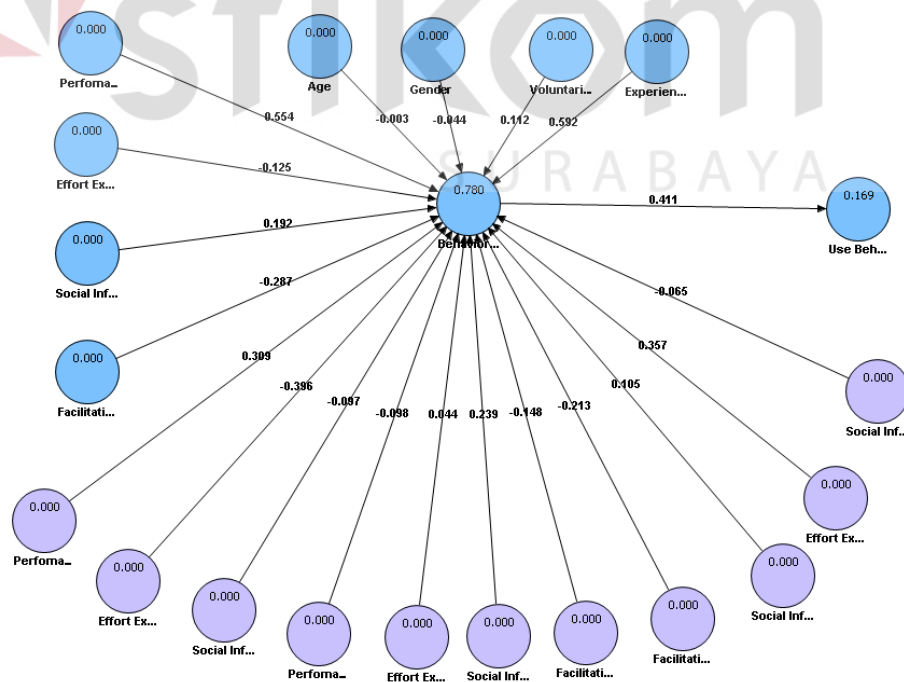 STIKOM
SURABAYA
0.000
Perfoma...
0.000
Age
0.000
Gender
0.000
Voluntari...
0.000
Experien...
0.554
-0.003
-0.044
0.112
0.592
0.000
Effort Ex...
-0.125
0.780
Behavior...
0.411
0.169
Use Beh...
0.000
Social Inf...
0.192
0.000
Facilitati...
-0.287
-0.065
0.309
-0.396
-0.097
-0.098
0.044
0.239
-0.148
-0.213
0.105
0.357
0.000
Social Inf...
0.000
Perfoma...
0.000
Effort Ex...
0.000
Social Inf...
0.000
Perfoma...
0.000
Effort Ex...
0.000
Social Inf...
0.000
Facilitati...
0.000
Facilitati...
0.000
Social Inf...
0.000
Effort Ex...